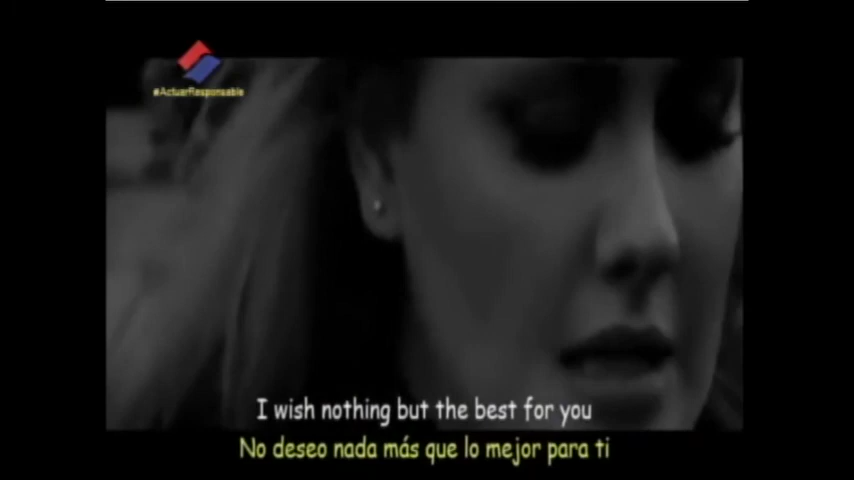 #ActuarResponsable
I wish nothing but the best for you
No deseo nada más que lo mejor para ti